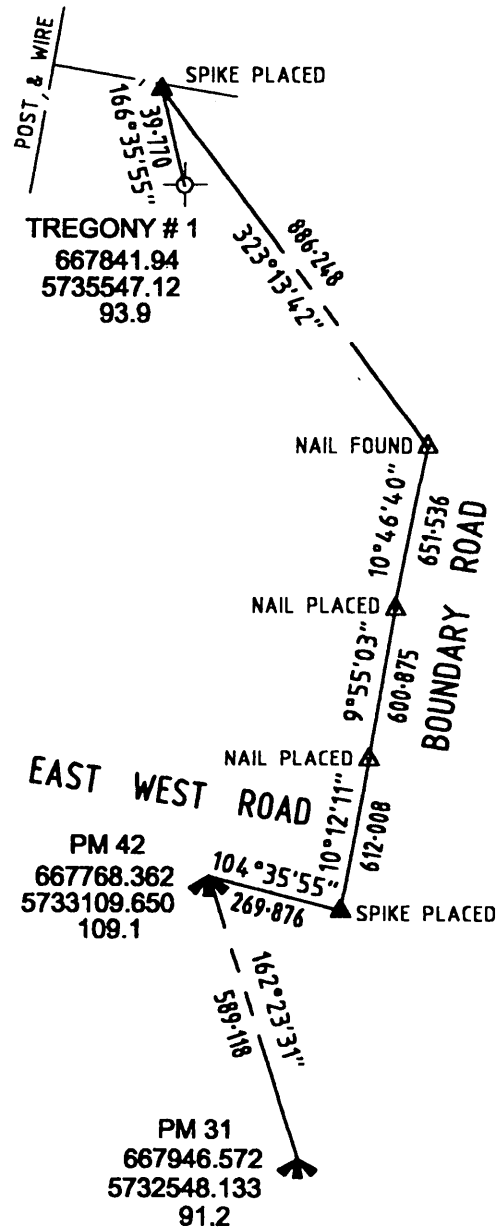 POST & WIRE
SPIKE PLACED
39·770
166°35'55"
TREGONY # 1
667841.94
5735547.12
93.9
886·248
323°13'42"
NAIL FOUND
10°46'40"
651·536
NAIL PLACED
9°55'03"
600·875
BOUNDARY ROAD
NAIL PLACED
EAST WEST ROAD
10°12'11"
612·008
PM 42
667768.362
5733109.650
109.1
104°35'55"
269·876
SPIKE PLACED
162°23'31"
589·118
PM 31
667946.572
5732548.133
91.2